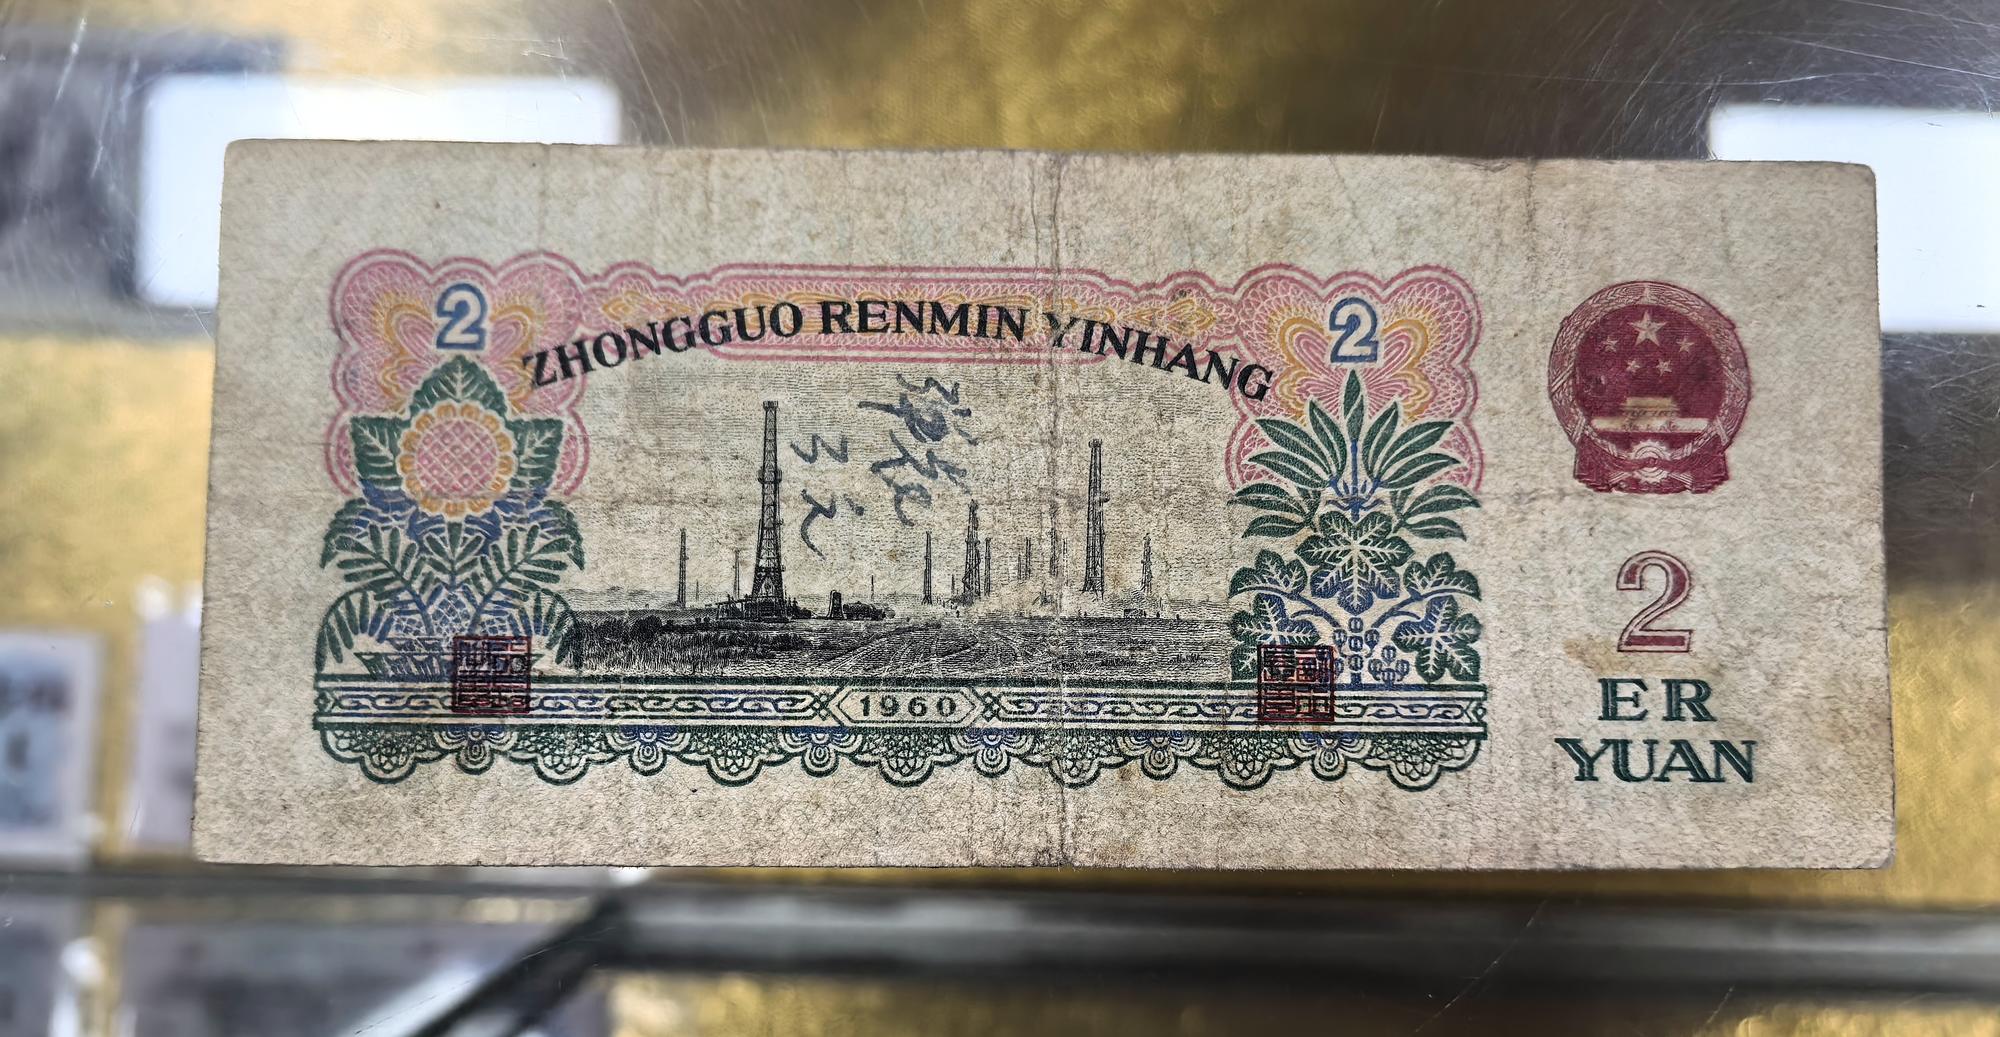 2
2
ZHONGGUO RENMIN YINHANG
1960
2
ER
YUAN